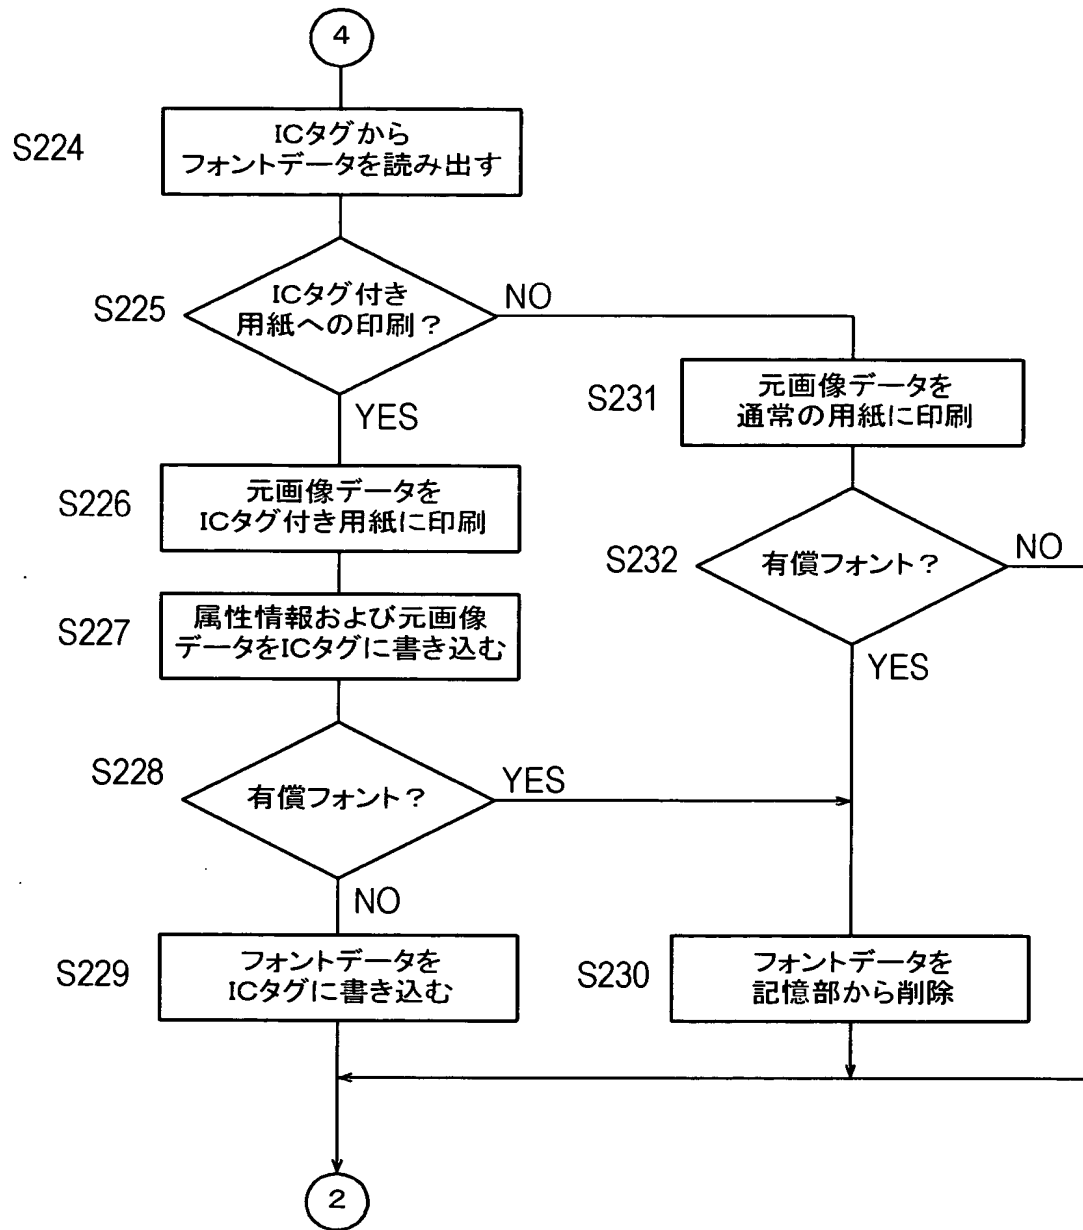 4
S224
ICタグから
フォントデータを読み出す
S225
ICタグ付き
用紙への印刷？
NO
YES
S231
元画像データを
通常の用紙に印刷
S226
元画像データを
ICタグ付き用紙に印刷
S232
有償フォント？
NO
YES
S227
属性情報および元画像
データをICタグに書き込む
S228
有償フォント？
YES
NO
S229
フォントデータを
ICタグに書き込む
S230
フォントデータを
記憶部から削除
2